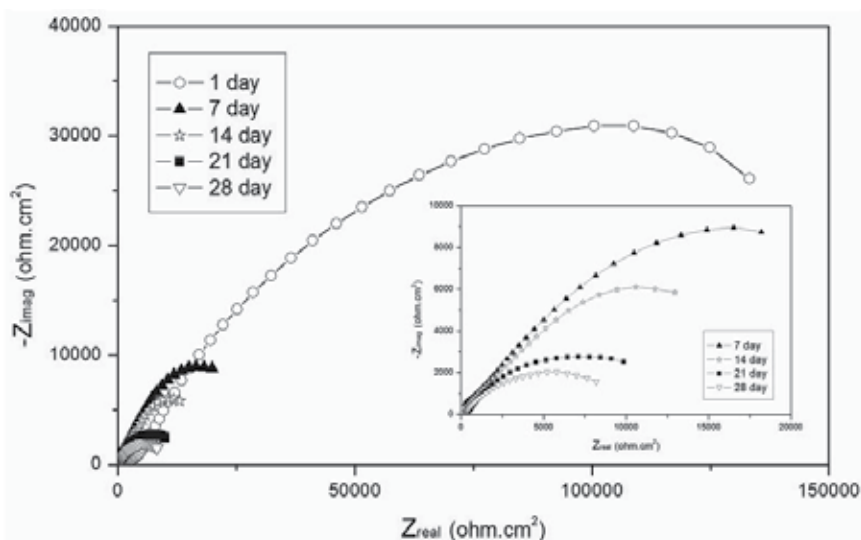 40000
30000
20000
10000
0
-Zimag (ohm.cm²)
1 day
7 day
14 day
21 day
28 day
10000
8000
6000
4000
2000
0
-Zimag (ohm.cm²)
7 day
14 day
21 day
28 day
0
5000
10000
15000
20000
Zreal (ohm.cm²)
0
50000
100000
150000
Zreal (ohm.cm²)